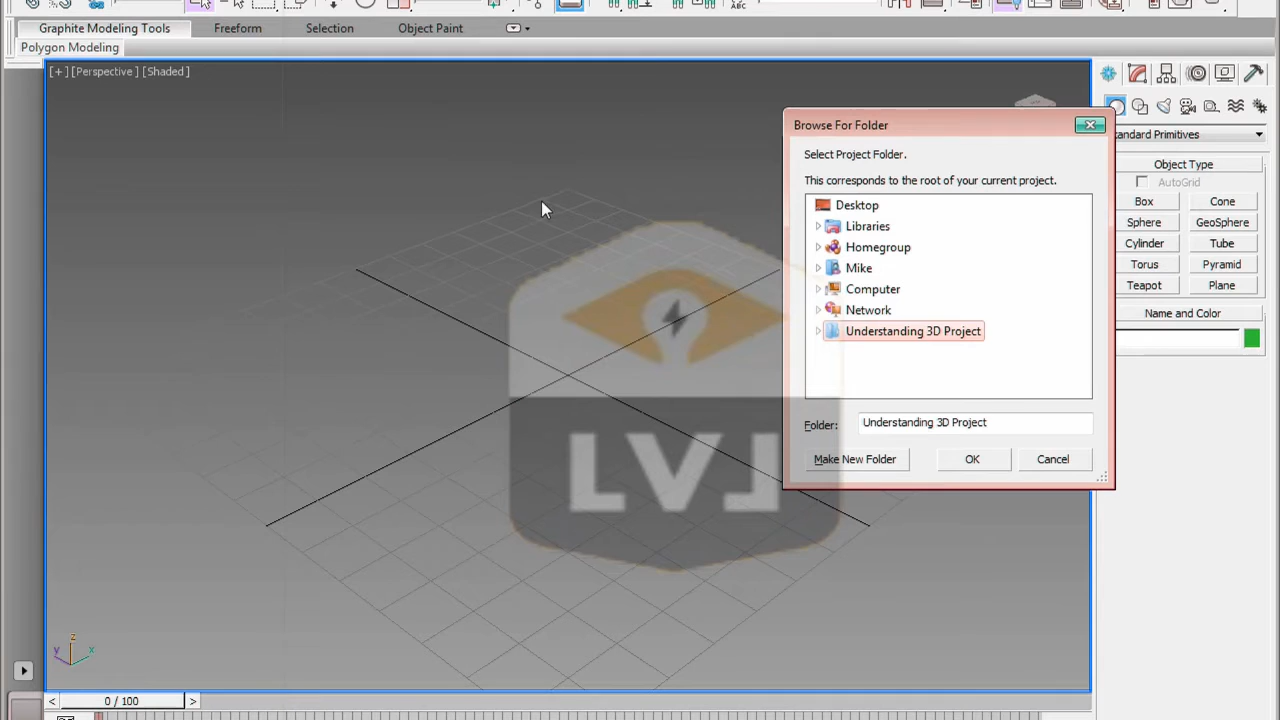 Graphite Modeling Tools Freeform Selection Object Paint
Polygon Modeling
[+][Perspective][Shaded]
Browse For Folder
Select Project Folder.
This corresponds to the root of your current project.
Desktop
Libraries
Homegroup
Mike
Computer
Network
Understanding 3D Project
Folder: Understanding 3D Project
Make New Folder OK Cancel
tandard Primitives
Object Type
AutoGrid
Box Cone
Sphere GeoSphere
Cylinder Tube
Torus Pyramid
Teapot Plane
Name and Color
LVL
z
y x
< 0 / 100 >